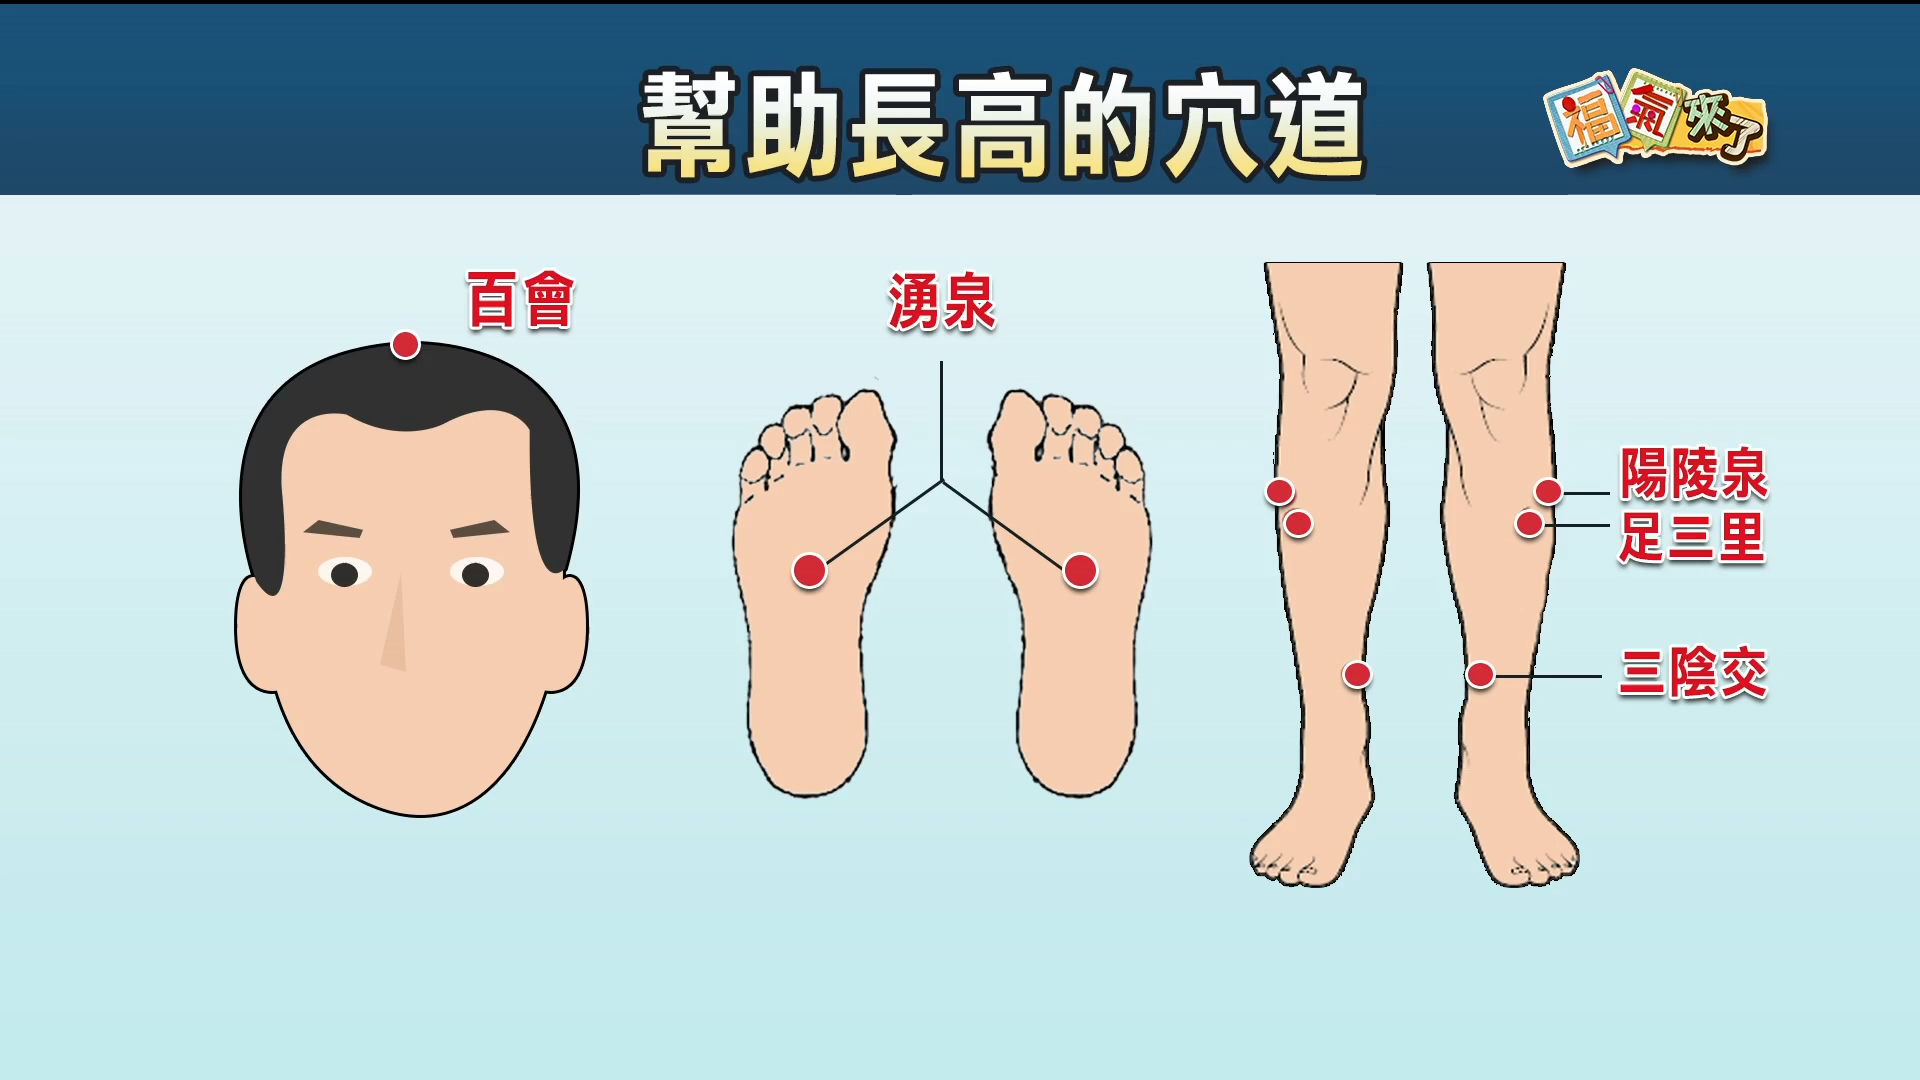 幫助長高的穴道
福氣來了
百會
湧泉
陽陵泉
足三里
三陰交